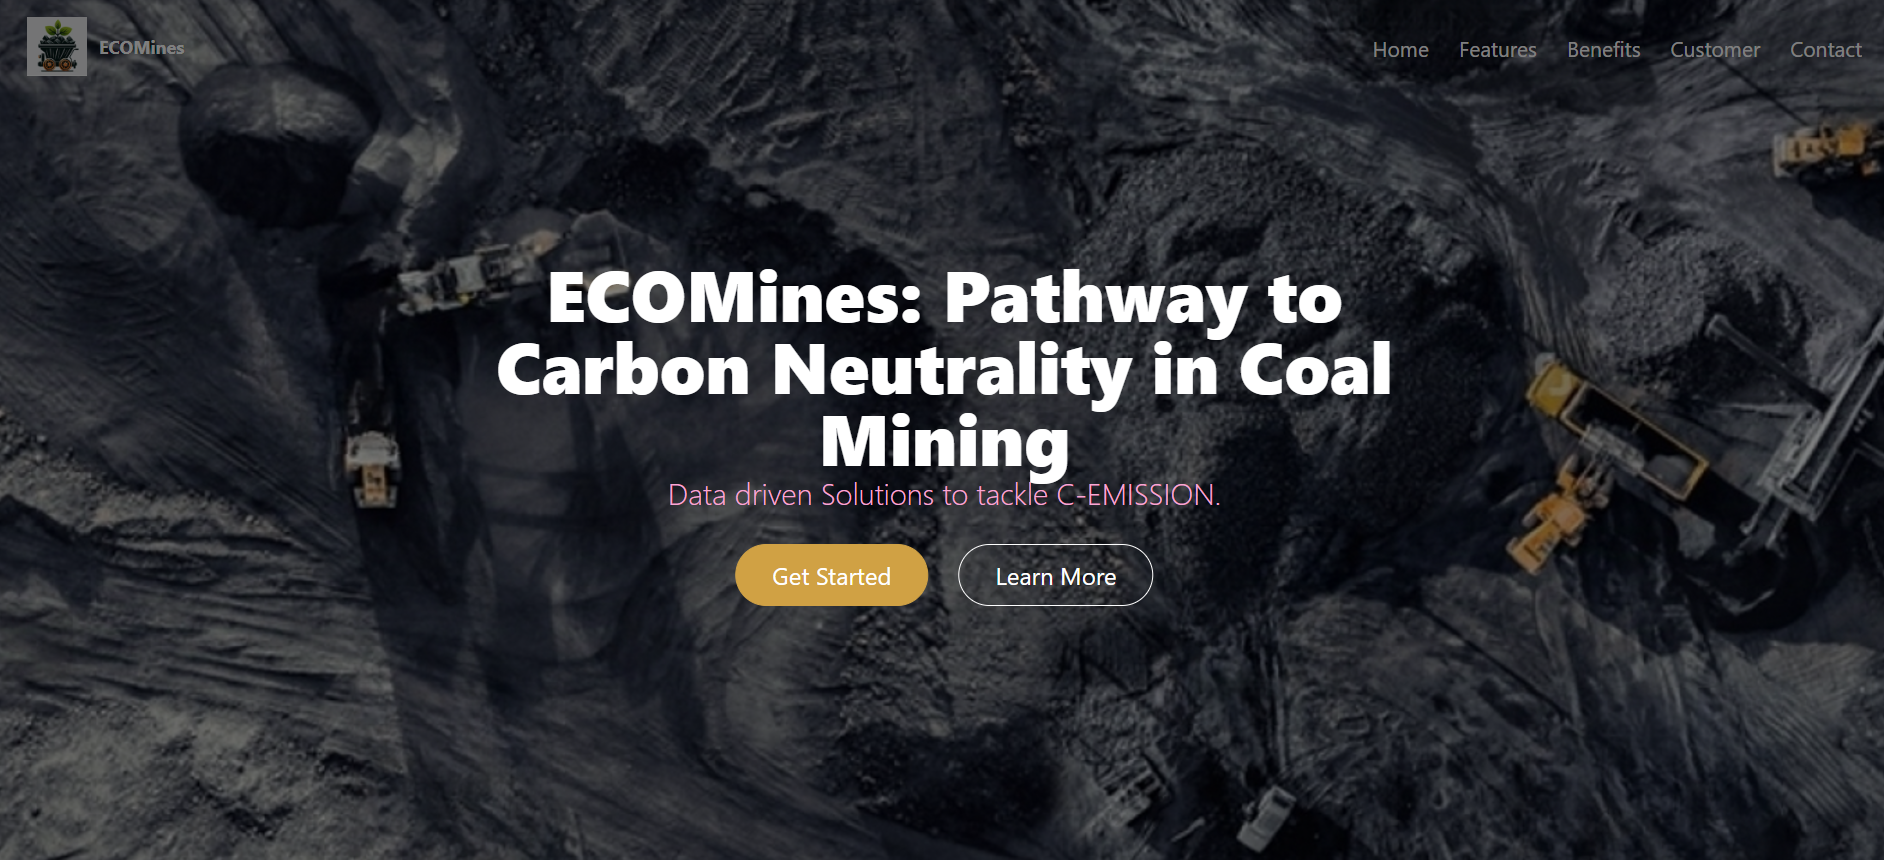 ECOMines
Home Features Benefits Customer Contact
ECOMines: Pathway to
Carbon Neutrality in Coal
Mining
Data driven Solutions to tackle C-EMISSION.
Get Started Learn More